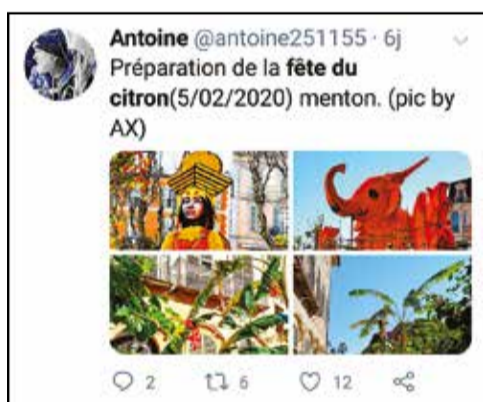 Antoine @antoine251155 · 6j
Préparation de la fête du
citron(5/02/2020) menton. (pic by
AX)
2 6 12